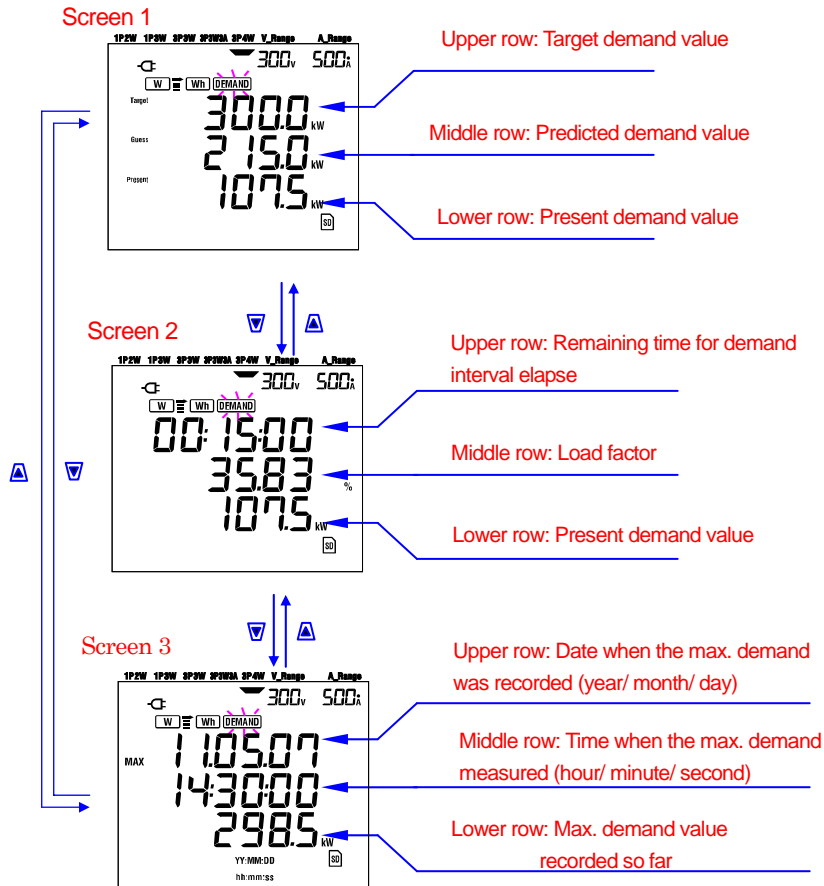 Screen 1
1P2W 1P3W 3P3W 3P3W3A 3P4W V_Range A_Range
300V 500A
W Wh DEMAND
Target 300.0 kW
Guess 215.0 kW
Present 107.5 kW
SD
Upper row: Target demand value
Middle row: Predicted demand value
Lower row: Present demand value
Screen 2
1P2W 1P3W 3P3W 3P3W3A 3P4W V_Range A_Range
300V 500A
W Wh DEMAND
00:15:00
35.83 %
107.5 kW
SD
Upper row: Remaining time for demand
interval elapse
Middle row: Load factor
Lower row: Present demand value
Screen 3
1P2W 1P3W 3P3W 3P3W3A 3P4W V_Range A_Range
300V 500A
W Wh DEMAND
MAX 11.05.07
14:30:00
298.5 kW
YY:MM:DD SD
hh:mm:ss
Upper row: Date when the max. demand
was recorded (year/ month/ day)
Middle row: Time when the max. demand
measured (hour/ minute/ second)
Lower row: Max. demand value
recorded so far